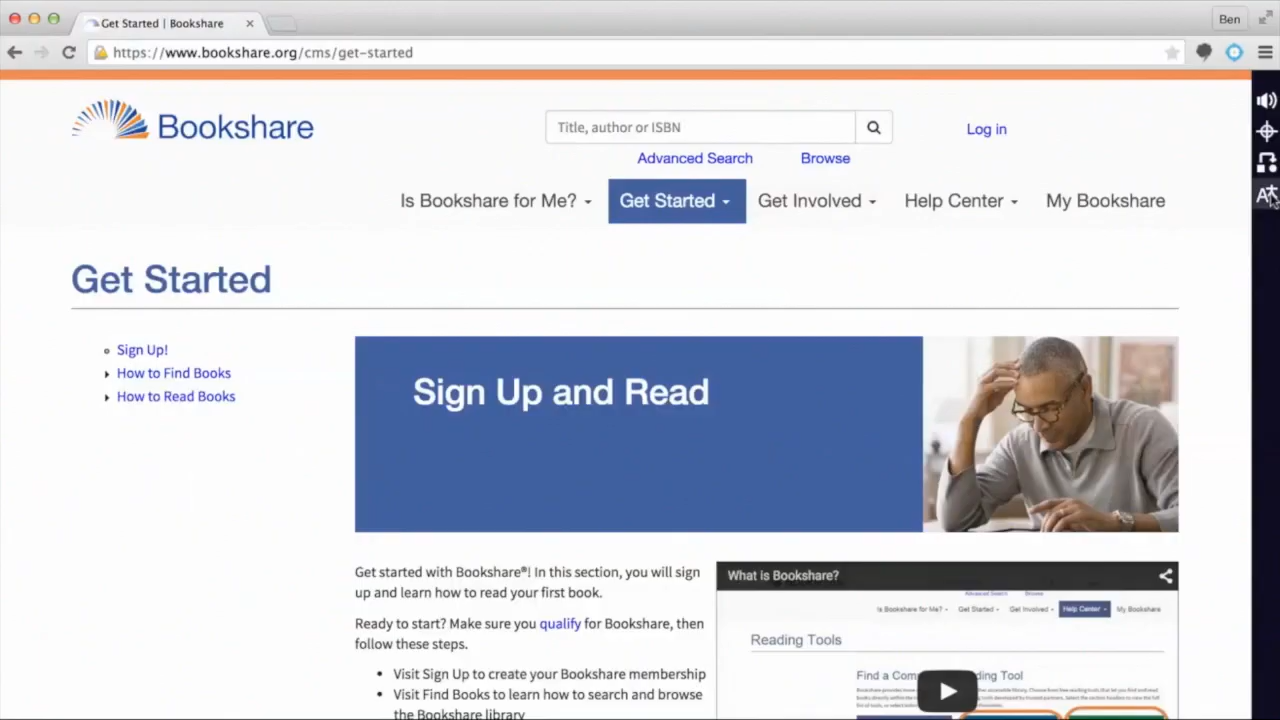 Get Started | Bookshare
Ben
https://www.bookshare.org/cms/get-started
Bookshare
Title, author or ISBN
Log in
Advanced Search
Browse
Is Bookshare for Me?
Get Started
Get Involved
Help Center
My Bookshare
Get Started
Sign Up!
How to Find Books
How to Read Books
Sign Up and Read
Get started with Bookshare®! In this section, you will sign
up and learn how to read your first book.
Ready to start? Make sure you qualify for Bookshare, then
follow these steps.
• Visit Sign Up to create your Bookshare membership
• Visit Find Books to learn how to search and browse
the Bookshare library
What is Bookshare?
Advanced Search
Browse
Is Bookshare for Me?
Get Started
Get Involved
Help Center
My Bookshare
Reading Tools
Find a Com
ding Tool